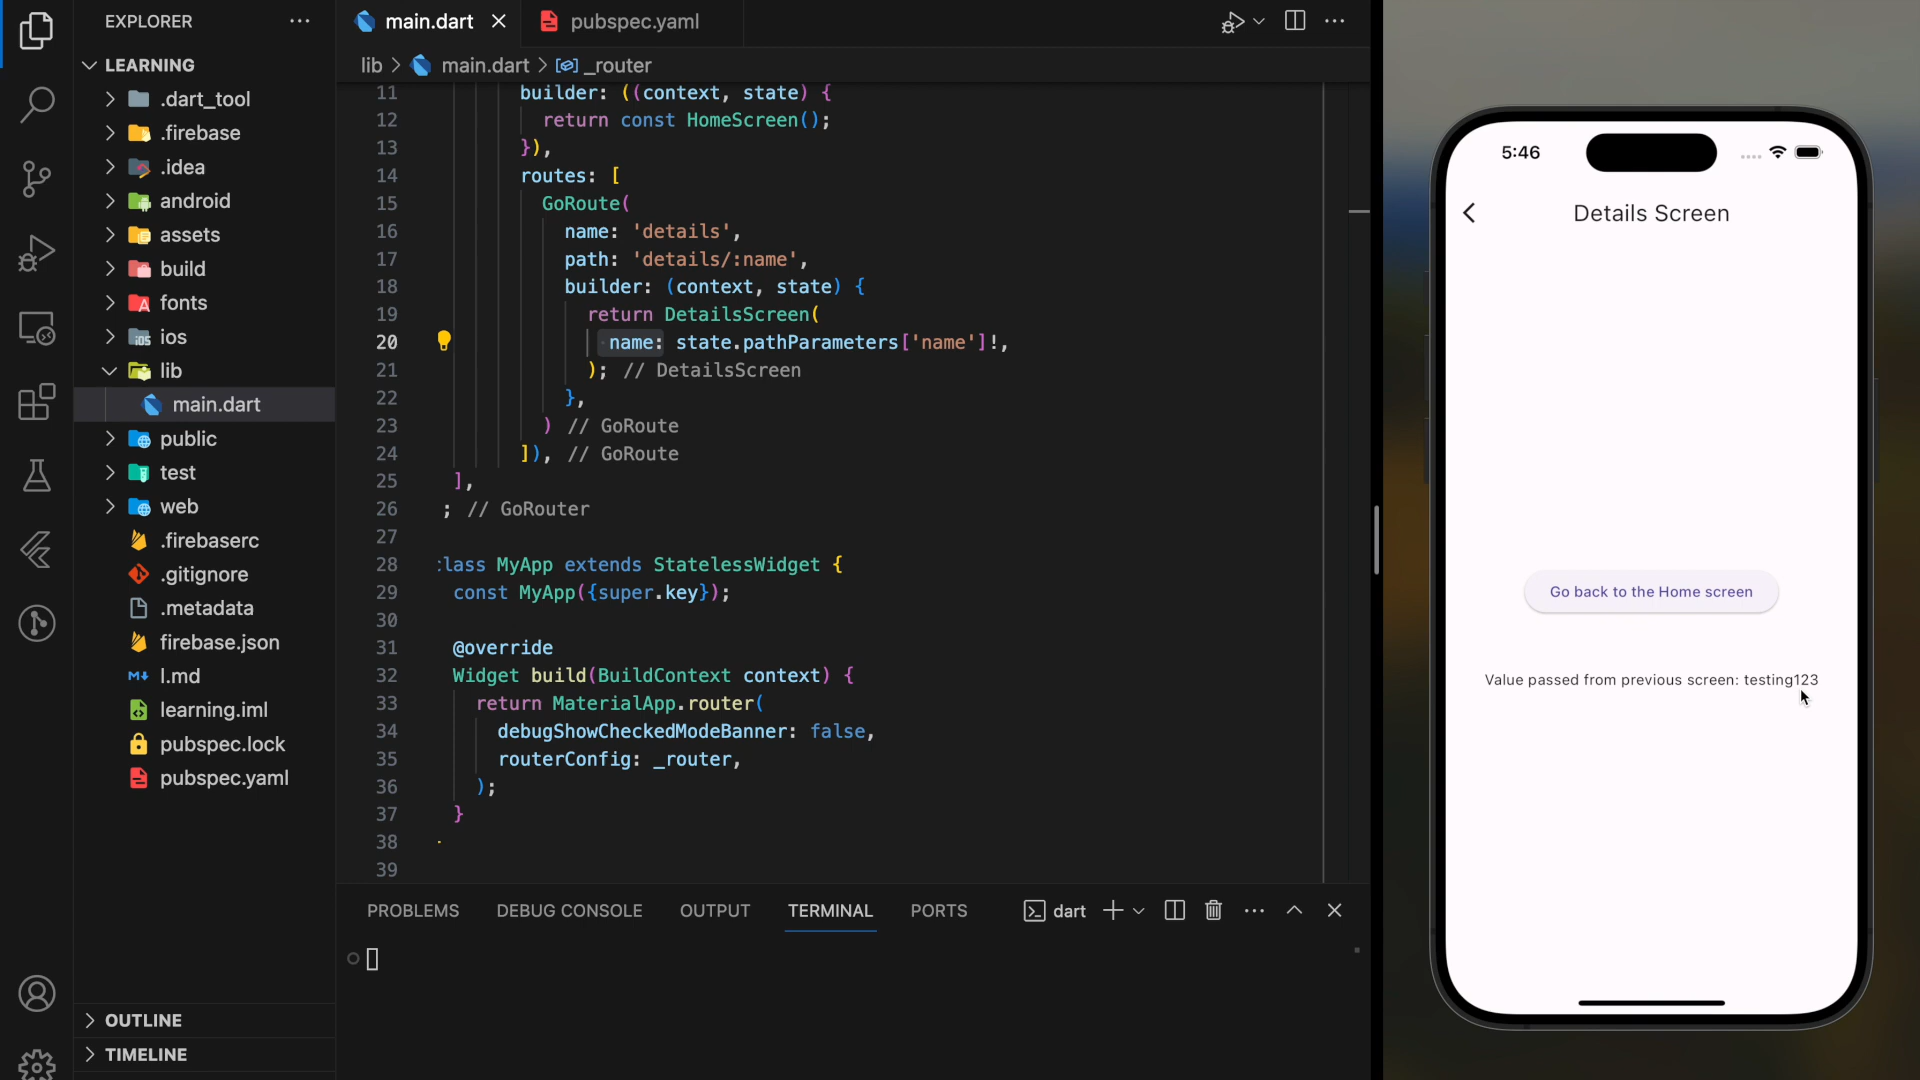 EXPLORER
LEARNING
.dart_tool
.firebase
.idea
android
assets
build
fonts
ios
lib
main.dart
public
test
web
.firebaserc
.gitignore
.metadata
firebase.json
l.md
learning.iml
pubspec.lock
pubspec.yaml
OUTLINE
TIMELINE
main.dart
pubspec.yaml
lib > main.dart > _router
11 builder: ((context, state) {
12 return const HomeScreen();
13 }),
14 routes: [
15 GoRoute(
16 name: 'details',
17 path: 'details/:name',
18 builder: (context, state) {
19 return DetailsScreen(
20 name: state.pathParameters['name']!,
21 ); // DetailsScreen
22 },
23 ) // GoRoute
24 ]), // GoRoute
25 ],
26 ; // GoRouter
27
28 lass MyApp extends StatelessWidget {
29 const MyApp({super.key});
30
31 @override
32 Widget build(BuildContext context) {
33 return MaterialApp.router(
34 debugShowCheckedModeBanner: false,
35 routerConfig: _router,
36 );
37 }
38
39
PROBLEMS
DEBUG CONSOLE
OUTPUT
TERMINAL
PORTS
dart
5:46
Details Screen
Go back to the Home screen
Value passed from previous screen: testing123